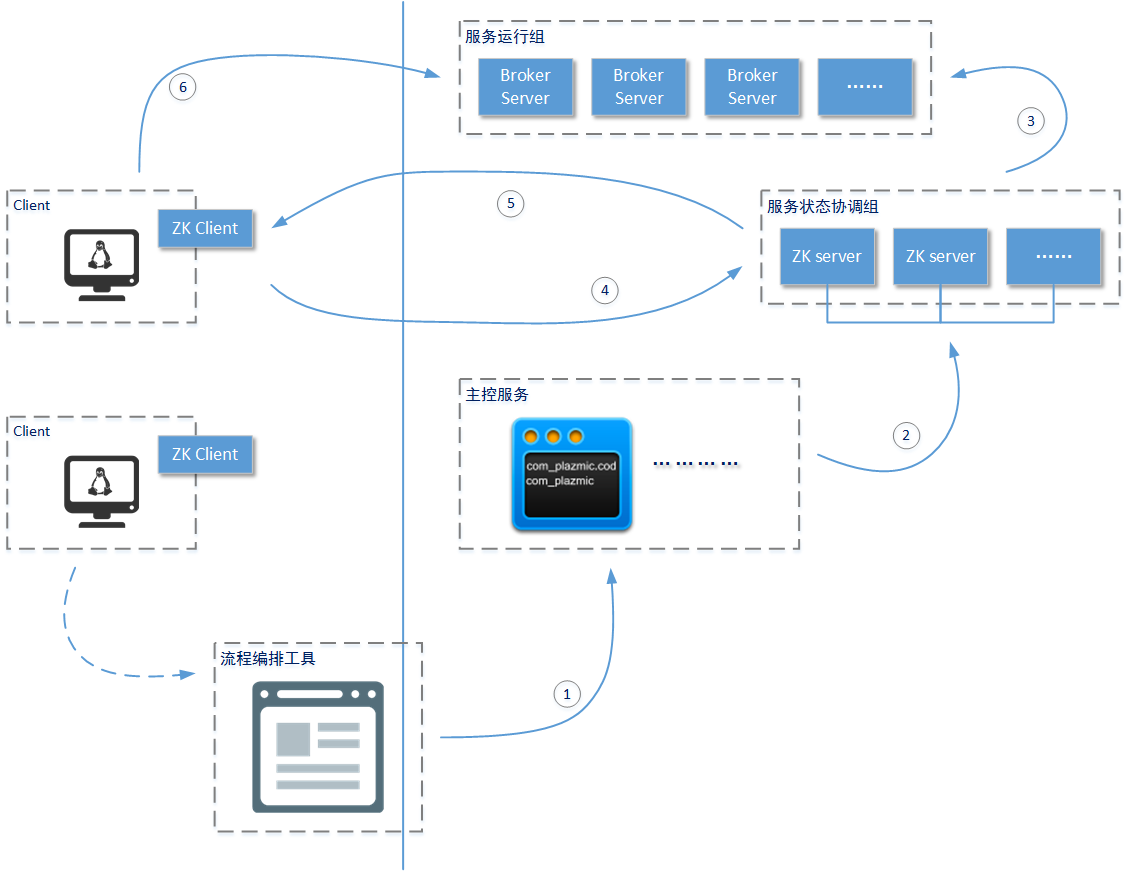 服务运行组
Broker
Server
Broker
Server
Broker
Server
......
6
3
Client
ZK Client
5
服务状态协调组
ZK server
ZK server
......
4
主控服务
com_plazmic.cod
com_plazmic
... ... ... ...
2
Client
ZK Client
流程编排工具
1